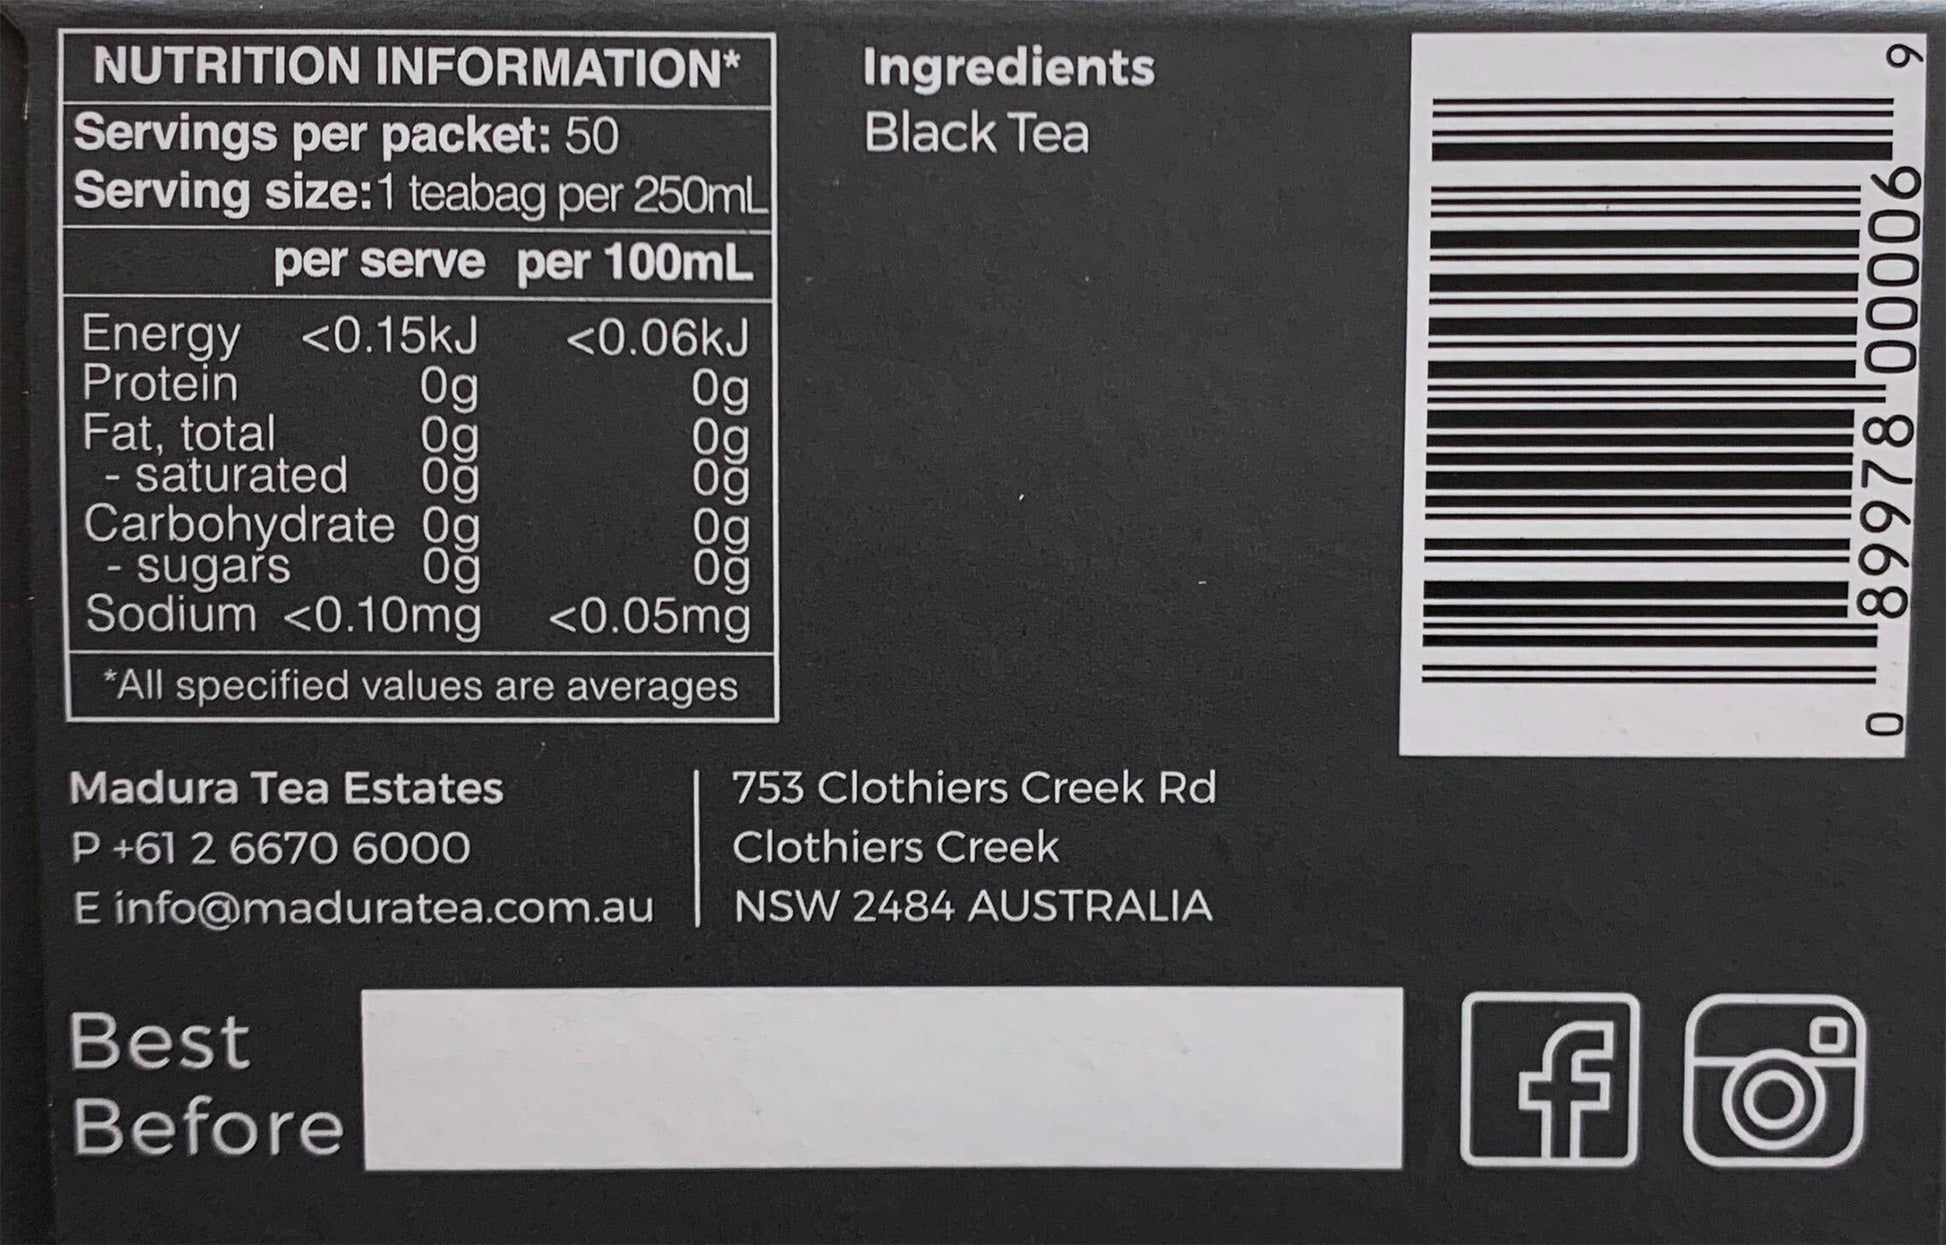 NUTRITION INFORMATION*
Servings per packet: 50
Serving size:1 teabag per 250mL
per serve per 100mL
Energy <0.15kJ <0.06kJ
Protein 0g 0g
Fat, total 0g 0g
- saturated 0g 0g
Carbohydrate 0g 0g
- sugars 0g 0g
Sodium <0.10mg <0.05mg
*All specified values are averages
Ingredients
Black Tea
0 89978 00006 9
Madura Tea Estates
P +61 2 6670 6000
E info@maduratea.com.au
753 Clothiers Creek Rd
Clothiers Creek
NSW 2484 AUSTRALIA
Best
Before